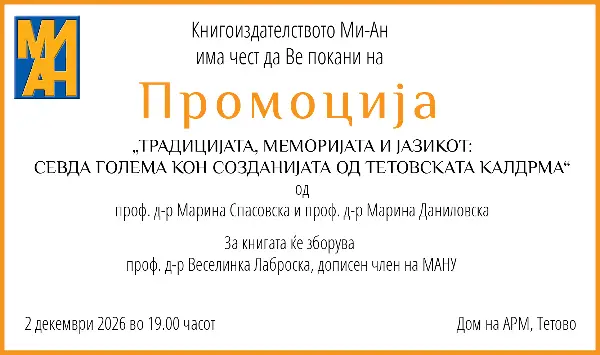 МИ
АН
Книгоиздателството Ми-Ан
има чест да Ве покани на
Промоција
„ТРАДИЦИЈАТА, МЕМОРИЈАТА И ЈАЗИКОТ:
СЕВДА ГОЛЕМА КОН СОЗДАНИЈАТА ОД ТЕТОВСКАТА КАЛДРМА“
од
проф. д-р Марина Спасовска и проф. д-р Марина Даниловска
За книгата ќе зборува
проф. д-р Веселинка Лаброска, дописен член на МАНУ
2 декември 2026 во 19.00 часот
Дом на АРМ, Тетово